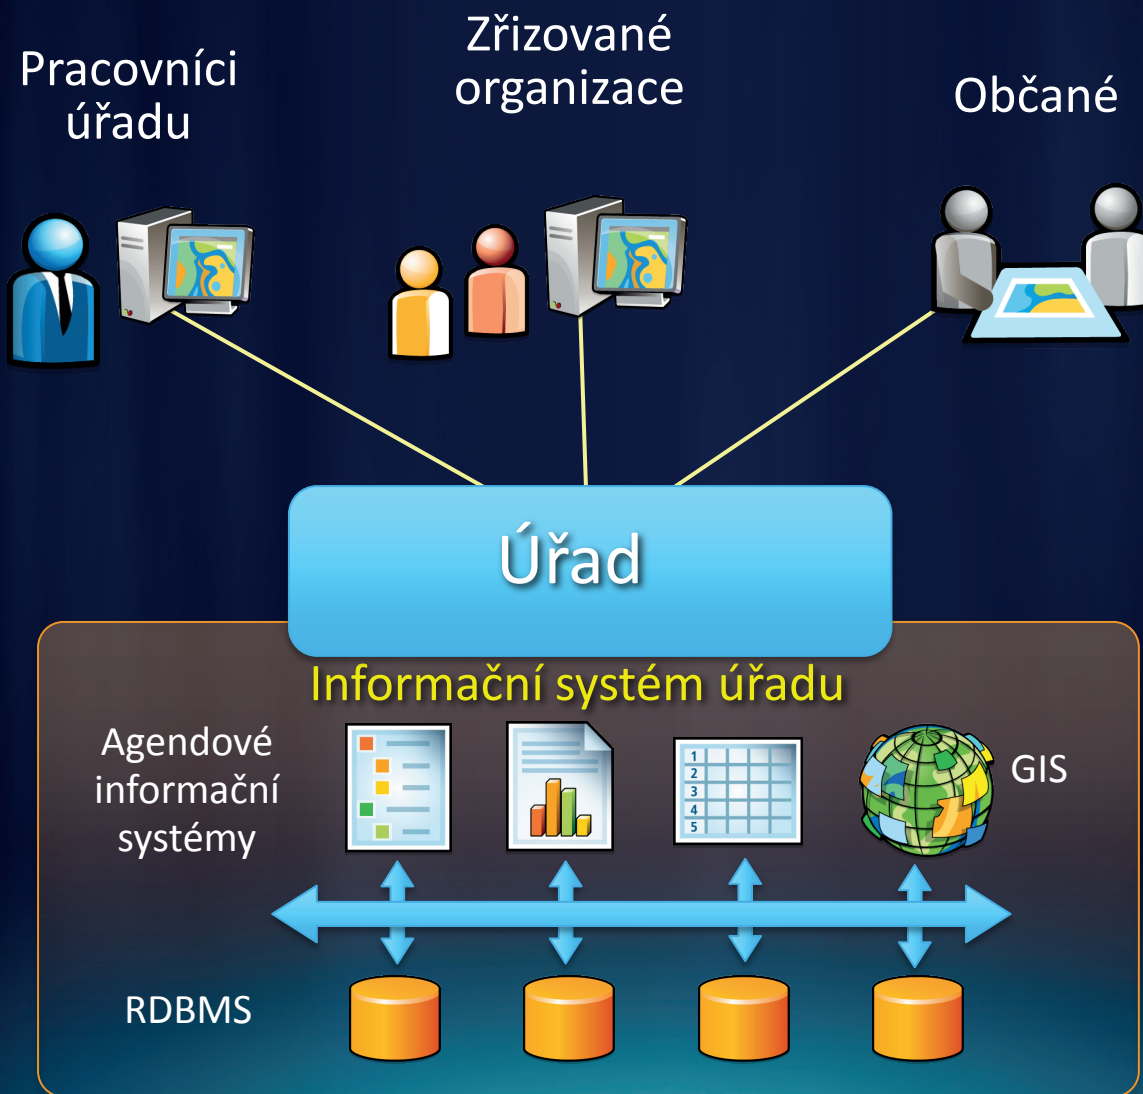 Pracovníci
úřadu
Zřizované
organizace
Občané
Úřad
Informační systém úřadu
Agendové
informační
systémy
1
2
3
4
5
GIS
RDBMS